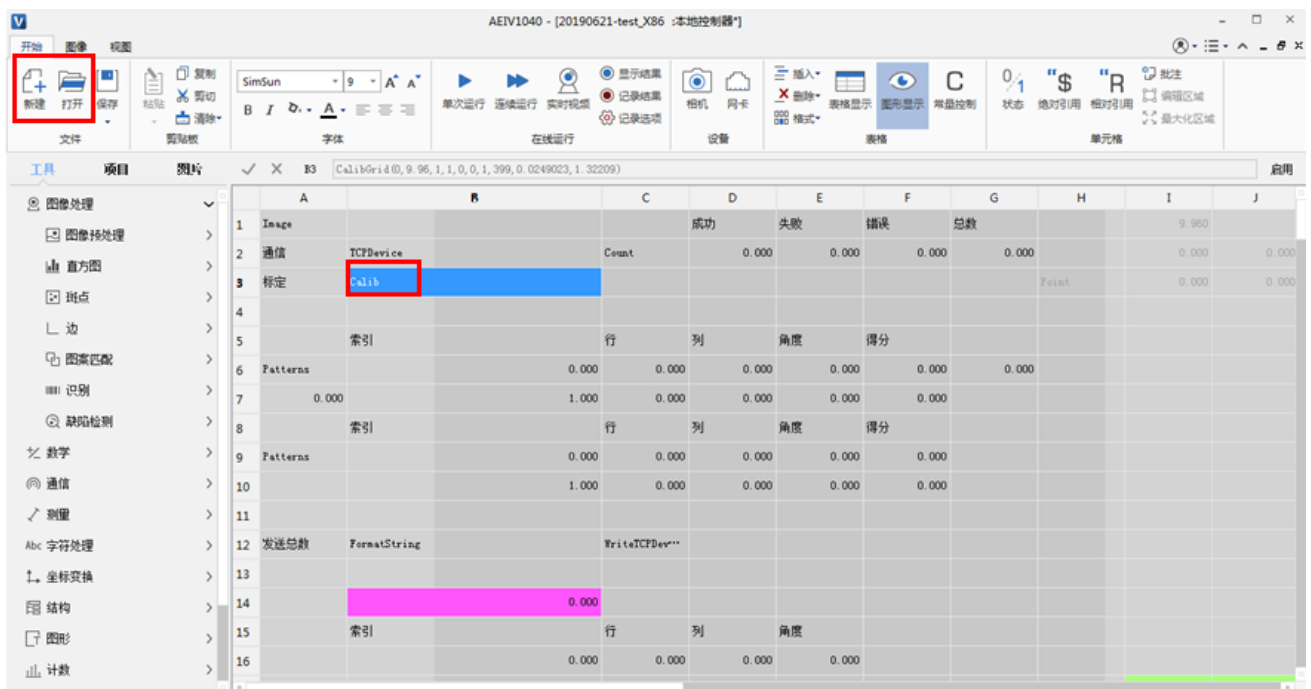 AEIV1040 - [20190621-test_X86 :本地控制器*]
开始 图像 视图
新建 打开 保存 粘贴 复制 剪切 清除 SimSun 9 A A 单次运行 连续运行 实时视频 显示结果 记录结果 记录选项 相机 网卡 插入 删除 格式 表格显示 图形显示 常量控制 状态 绝对引用 相对引用 批注 编辑区域 最大化区域
B I A
文件 剪贴板 字体 在线运行 设备 表格 单元格
工具 项目 图片 B3 CalibGrid(0,9.96,1,1,0,0,1,399,0.0249023,1.32209) 启用
图像处理
图像预处理
直方图
斑点
边
图案匹配
识别
缺陷检测
数学
通信
测量
Abc 字符处理
坐标变换
结构
图形
计数
A B C D E F G H I J
1 Image 成功 失败 错误 总数 9.960
2 通信 TCPDevice Count 0.000 0.000 0.000 0.000 0.000 0.000
3 标定 Calib Point 0.000 0.000
4
5 索引 行 列 角度 得分
6 Patterns 0.000 0.000 0.000 0.000 0.000 0.000
7 0.000 1.000 0.000 0.000 0.000 0.000
8 索引 行 列 角度 得分
9 Patterns 0.000 0.000 0.000 0.000 0.000
10 1.000 0.000 0.000 0.000 0.000
11
12 发送总数 FormatString WriteTCPDev…
13
14 0.000
15 索引 行 列 角度
16 0.000 0.000 0.000 0.000